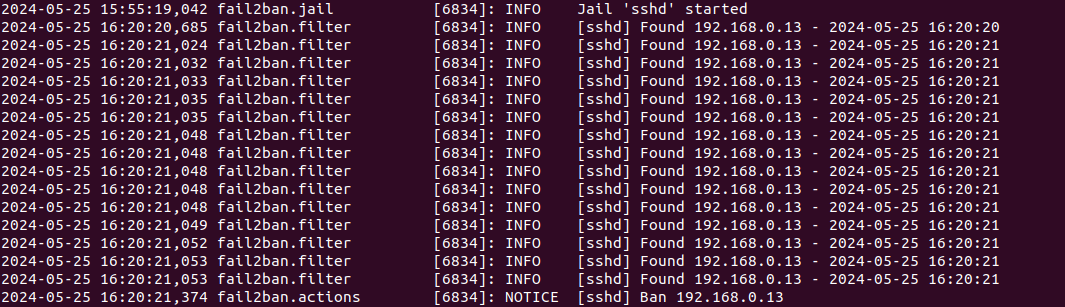 2024-05-25 15:55:19,042 fail2ban.jail [6834]: INFO Jail 'sshd' started
2024-05-25 16:20:20,685 fail2ban.filter [6834]: INFO [sshd] Found 192.168.0.13 - 2024-05-25 16:20:20
2024-05-25 16:20:21,024 fail2ban.filter [6834]: INFO [sshd] Found 192.168.0.13 - 2024-05-25 16:20:21
2024-05-25 16:20:21,032 fail2ban.filter [6834]: INFO [sshd] Found 192.168.0.13 - 2024-05-25 16:20:21
2024-05-25 16:20:21,033 fail2ban.filter [6834]: INFO [sshd] Found 192.168.0.13 - 2024-05-25 16:20:21
2024-05-25 16:20:21,035 fail2ban.filter [6834]: INFO [sshd] Found 192.168.0.13 - 2024-05-25 16:20:21
2024-05-25 16:20:21,035 fail2ban.filter [6834]: INFO [sshd] Found 192.168.0.13 - 2024-05-25 16:20:21
2024-05-25 16:20:21,048 fail2ban.filter [6834]: INFO [sshd] Found 192.168.0.13 - 2024-05-25 16:20:21
2024-05-25 16:20:21,048 fail2ban.filter [6834]: INFO [sshd] Found 192.168.0.13 - 2024-05-25 16:20:21
2024-05-25 16:20:21,048 fail2ban.filter [6834]: INFO [sshd] Found 192.168.0.13 - 2024-05-25 16:20:21
2024-05-25 16:20:21,048 fail2ban.filter [6834]: INFO [sshd] Found 192.168.0.13 - 2024-05-25 16:20:21
2024-05-25 16:20:21,048 fail2ban.filter [6834]: INFO [sshd] Found 192.168.0.13 - 2024-05-25 16:20:21
2024-05-25 16:20:21,049 fail2ban.filter [6834]: INFO [sshd] Found 192.168.0.13 - 2024-05-25 16:20:21
2024-05-25 16:20:21,052 fail2ban.filter [6834]: INFO [sshd] Found 192.168.0.13 - 2024-05-25 16:20:21
2024-05-25 16:20:21,053 fail2ban.filter [6834]: INFO [sshd] Found 192.168.0.13 - 2024-05-25 16:20:21
2024-05-25 16:20:21,053 fail2ban.filter [6834]: INFO [sshd] Found 192.168.0.13 - 2024-05-25 16:20:21
2024-05-25 16:20:21,374 fail2ban.actions [6834]: NOTICE [sshd] Ban 192.168.0.13